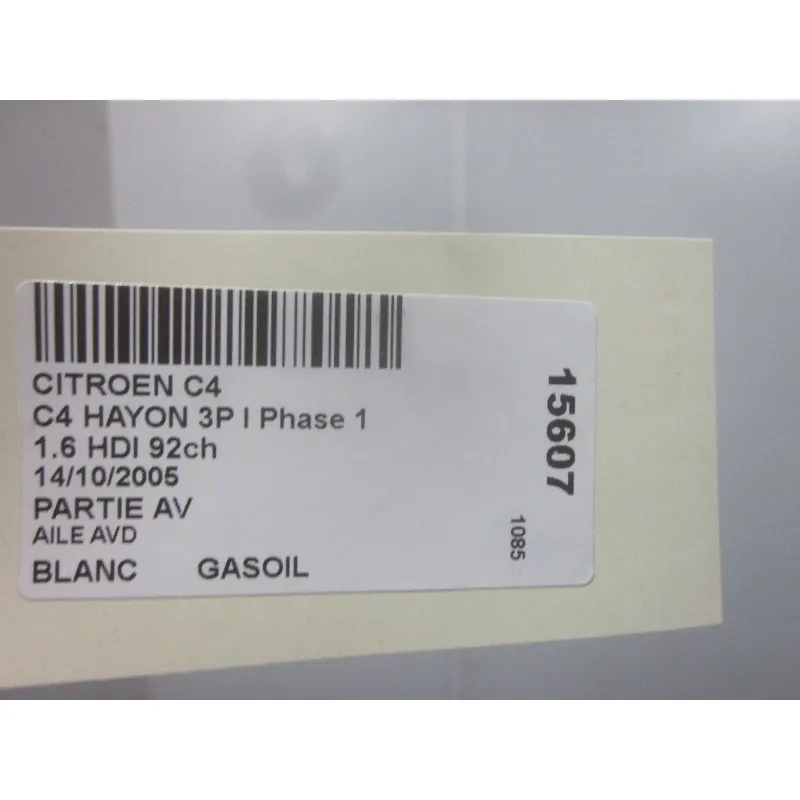 CITROEN C4
C4 HAYON 3P I Phase 1
1.6 HDI 92ch
14/10/2005
PARTIE AV
AILE AVD
BLANC GASOIL
15607
1085